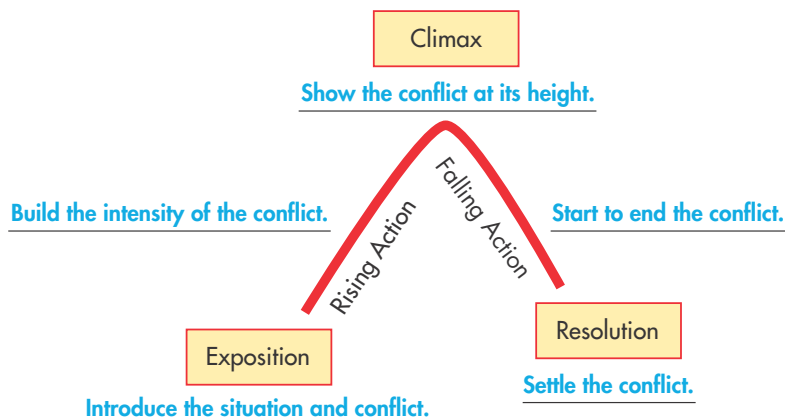 Climax
Show the conflict at its height.
Build the intensity of the conflict.
Rising Action
Falling Action
Start to end the conflict.
Exposition
Introduce the situation and conflict.
Resolution
Settle the conflict.